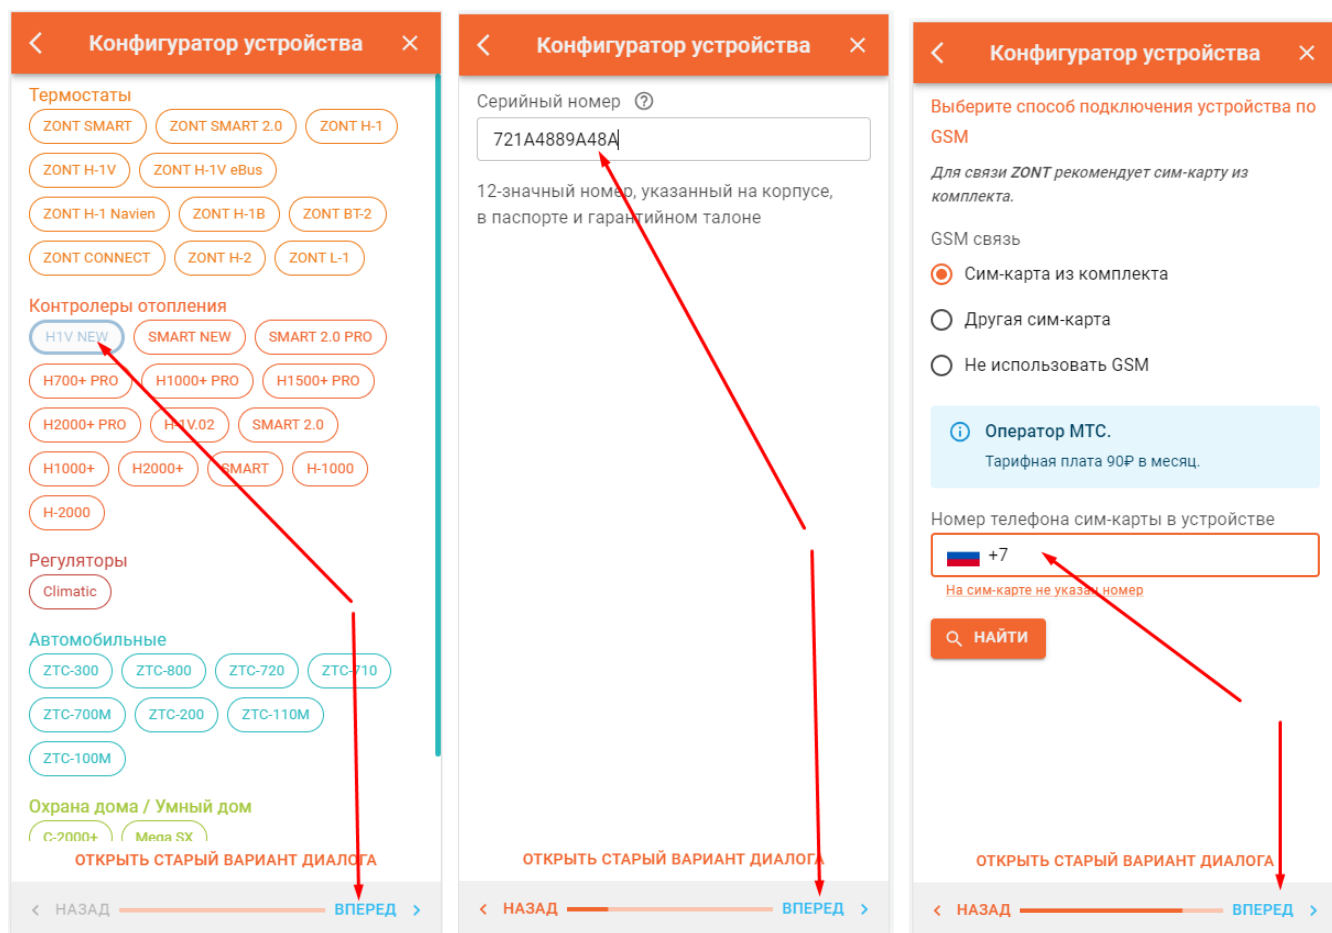 Конфигуратор устройства
Термостаты
ZONT SMART
ZONT SMART 2.0
ZONT H-1
ZONT H-1V
ZONT H-1V eBus
ZONT H-1 Navien
ZONT H-1B
ZONT BT-2
ZONT CONNECT
ZONT H-2
ZONT L-1
Контролеры отопления
H1V NEW
SMART NEW
SMART 2.0 PRO
H700+ PRO
H1000+ PRO
H1500+ PRO
H2000+ PRO
H-1V.02
SMART 2.0
H1000+
H2000+
SMART
H-1000
H-2000
Регуляторы
Climatic
Автомобильные
ZTC-300
ZTC-800
ZTC-720
ZTC-710
ZTC-700M
ZTC-200
ZTC-110M
ZTC-100M
Охрана дома / Умный дом
C-2000+
Mega SX
ОТКРЫТЬ СТАРЫЙ ВАРИАНТ ДИАЛОГА
НАЗАД
ВПЕРЕД
Конфигуратор устройства
Серийный номер
721A4889A48A
12-значный номер, указанный на корпусе,
в паспорте и гарантийном талоне
ОТКРЫТЬ СТАРЫЙ ВАРИАНТ ДИАЛОГА
НАЗАД
ВПЕРЕД
Конфигуратор устройства
Выберите способ подключения устройства по
GSM
Для связи ZONT рекомендует сим-карту из
комплекта.
GSM связь
Сим-карта из комплекта
Другая сим-карта
Не использовать GSM
Оператор МТС.
Тарифная плата 90₽ в месяц.
Номер телефона сим-карты в устройстве
+7
На сим-карте не указан номер
НАЙТИ
ОТКРЫТЬ СТАРЫЙ ВАРИАНТ ДИАЛОГА
НАЗАД
ВПЕРЕД